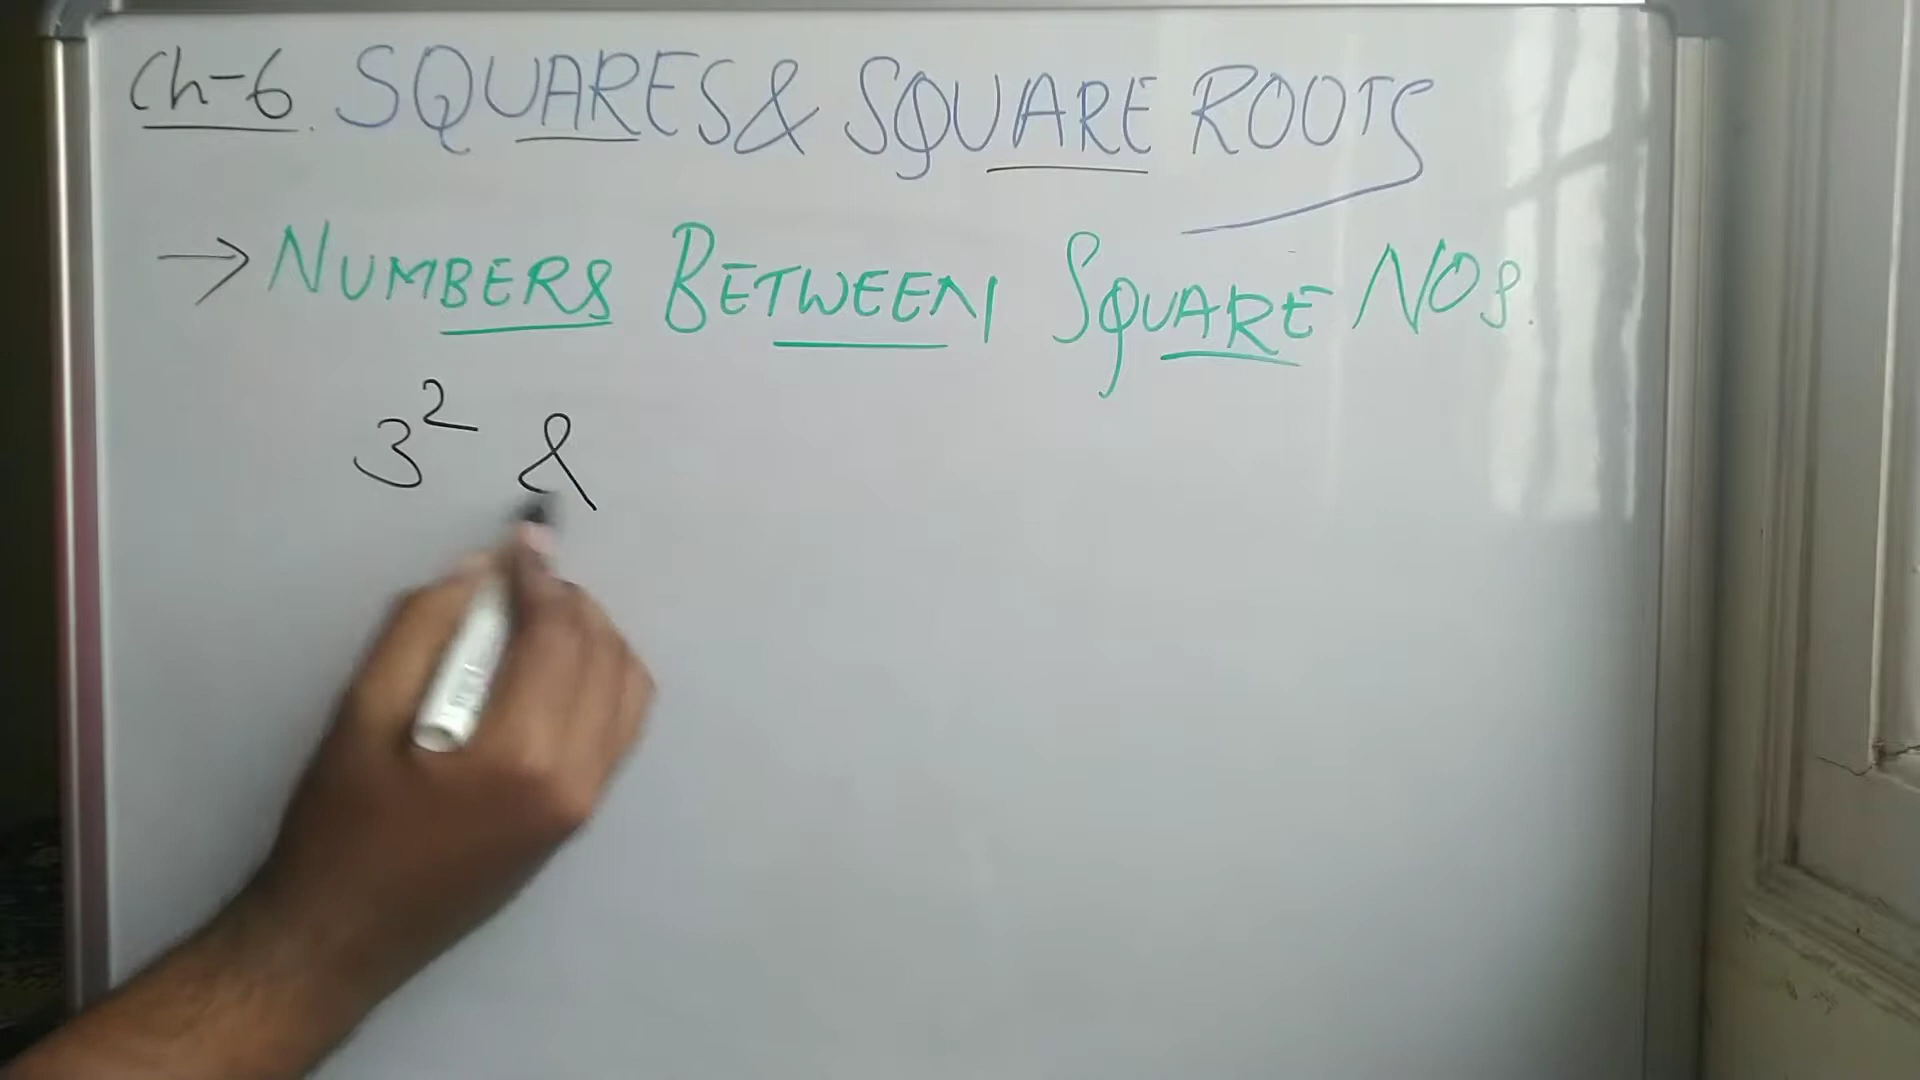 Ch-6. SQUARES & SQUARE ROOTS
→ NUMBERS BETWEEN SQUARE NOS.
3² &